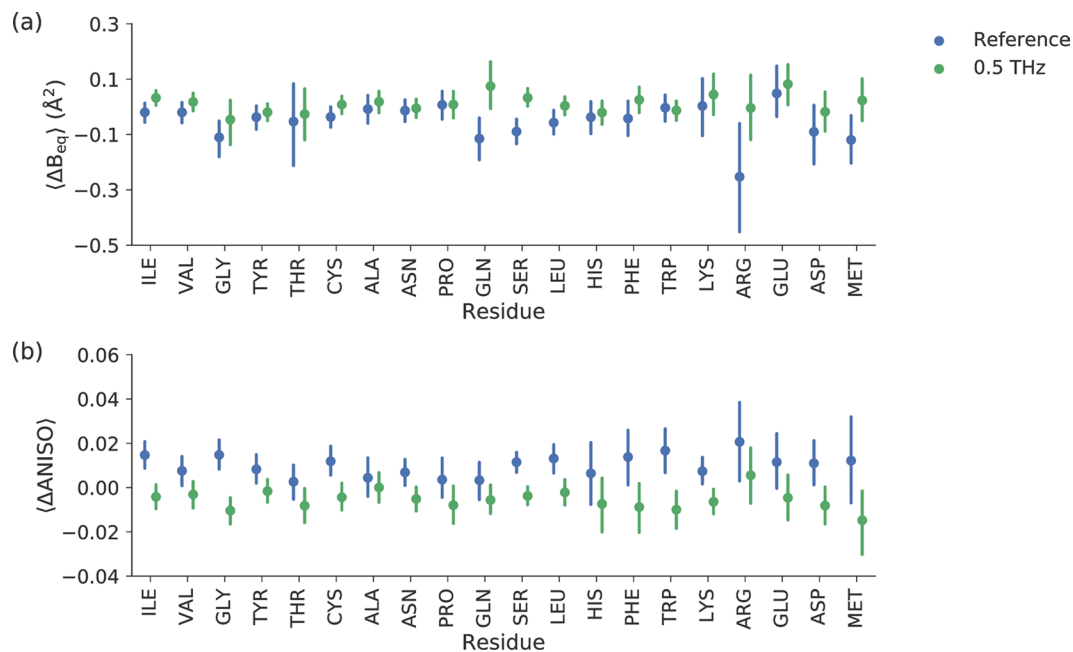 (a)
0.3
0.1
−0.1
−0.3
−0.5
⟨ΔB_eq⟩ (Å²)
ILE VAL GLY TYR THR CYS ALA ASN PRO GLN SER LEU HIS PHE TRP LYS ARG GLU ASP MET
Residue
Reference
0.5 THz
(b)
0.06
0.04
0.02
0.00
−0.02
−0.04
⟨ΔANISO⟩
ILE VAL GLY TYR THR CYS ALA ASN PRO GLN SER LEU HIS PHE TRP LYS ARG GLU ASP MET
Residue